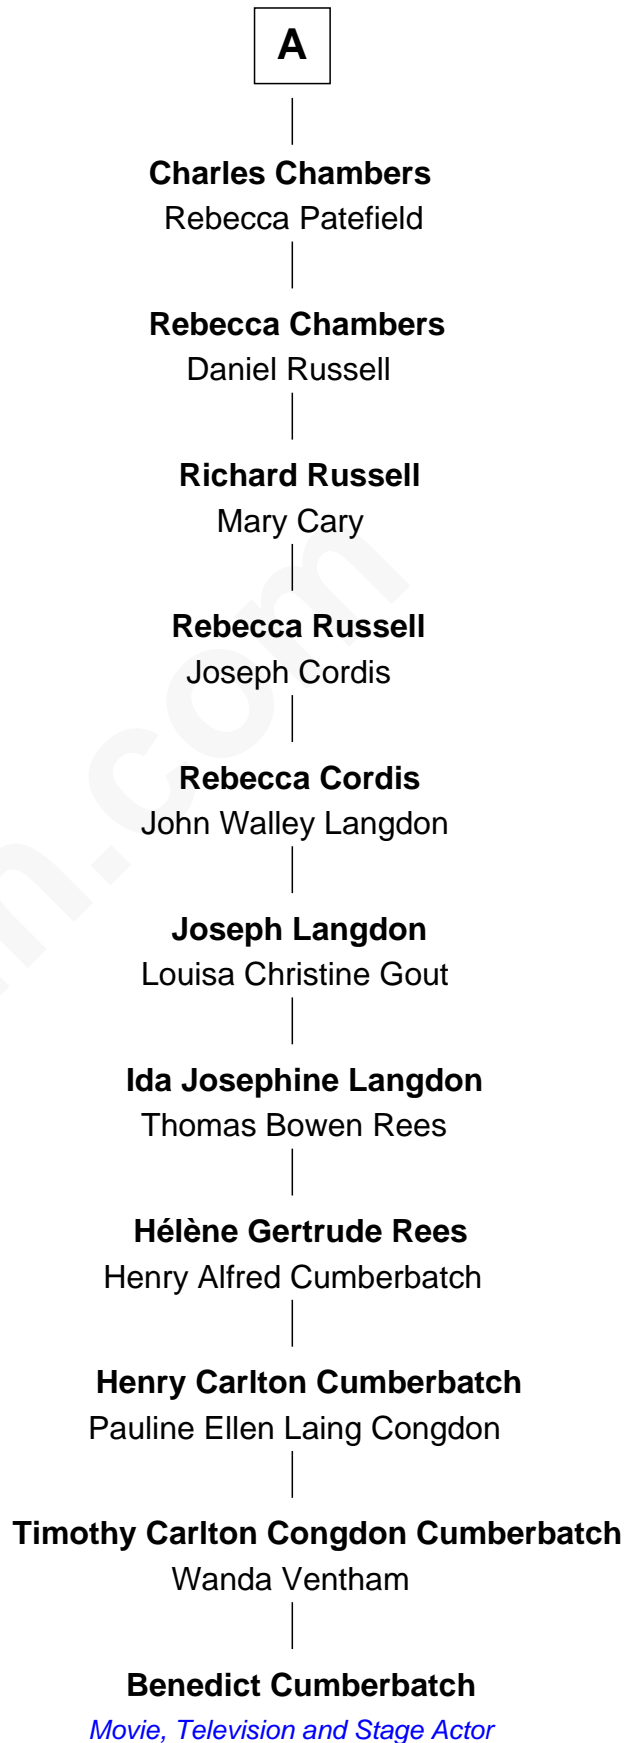 A
Charles Chambers
Rebecca Patefield
Rebecca Chambers
Daniel Russell
Richard Russell
Mary Cary
Rebecca Russell
Joseph Cordis
Rebecca Cordis
John Walley Langdon
Joseph Langdon
Louisa Christine Gout
Ida Josephine Langdon
Thomas Bowen Rees
Hélène Gertrude Rees
Henry Alfred Cumberbatch
Henry Carlton Cumberbatch
Pauline Ellen Laing Congdon
Timothy Carlton Congdon Cumberbatch
Wanda Ventham
Benedict Cumberbatch
Movie, Television and Stage Actor